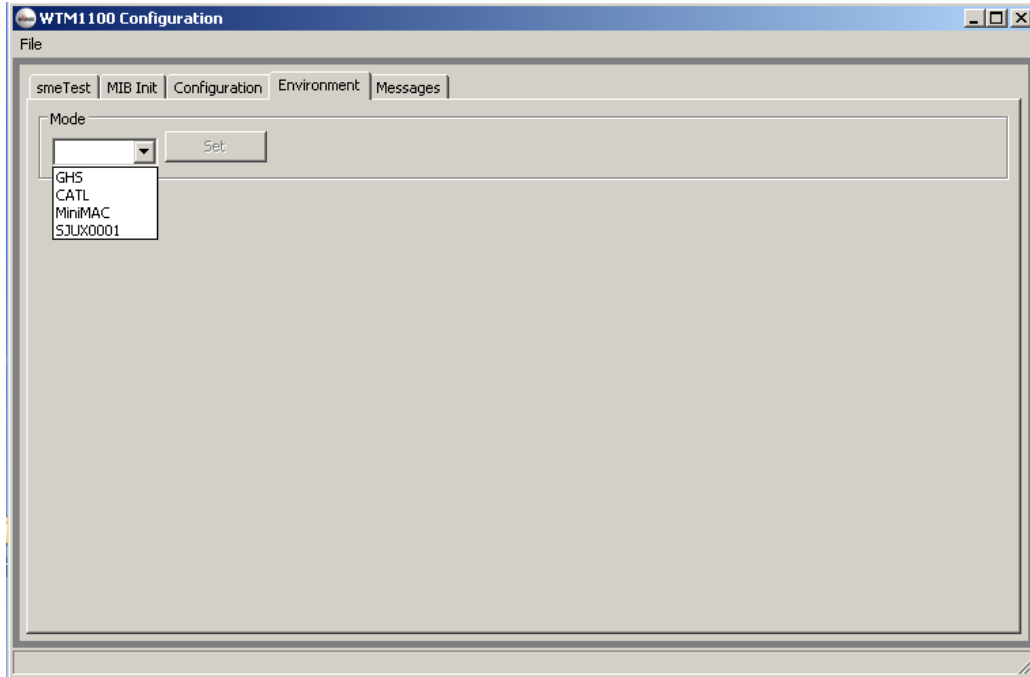 WTM1100 Configuration
File
smeTest MIB Init Configuration Environment Messages
Mode
Set
GHS
CATL
MiniMAC
SJUX0001